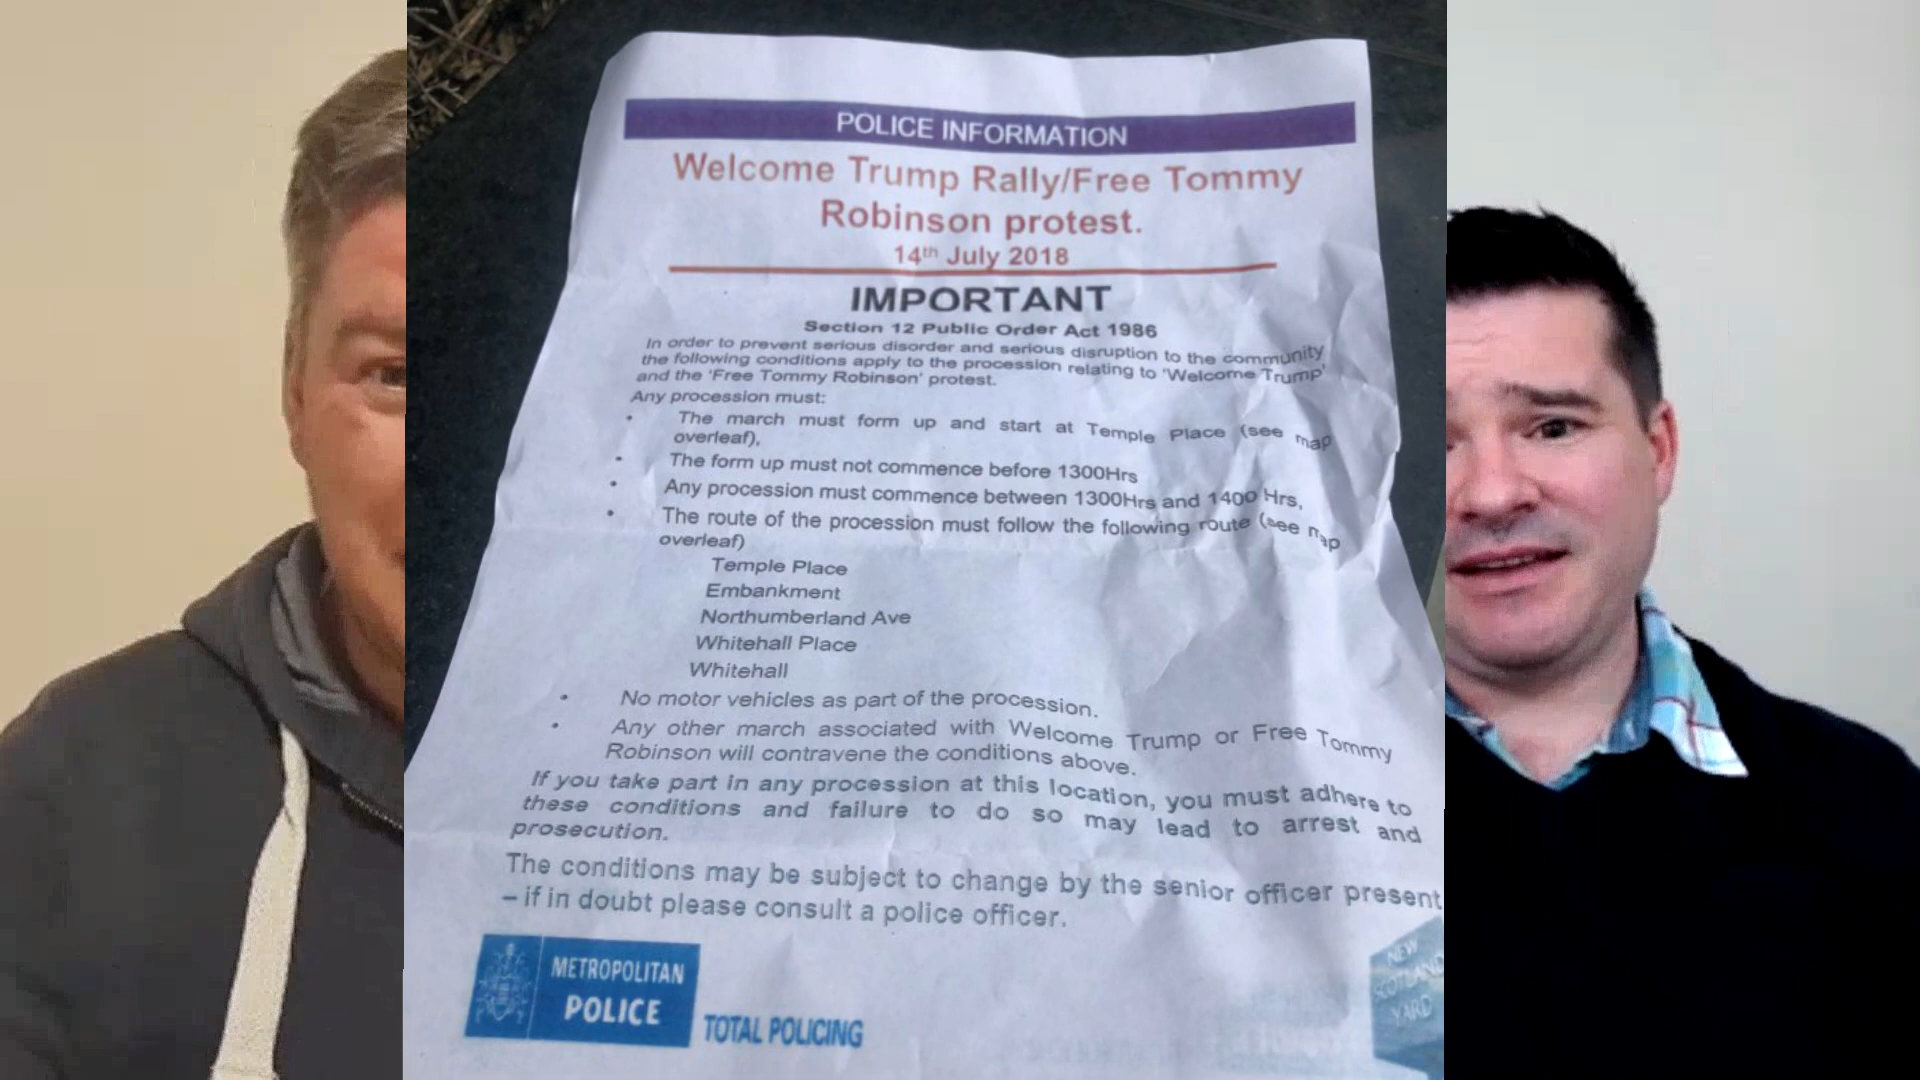 POLICE INFORMATION
Welcome Trump Rally/Free Tommy
Robinson protest.
14th July 2018
IMPORTANT
Section 12 Public Order Act 1986
In order to prevent serious disorder and serious disruption to the community
the following conditions apply to the procession relating to 'Welcome Trump'
and the 'Free Tommy Robinson' protest.
Any procession must:
• The march must form up and start at Temple Place (see map
overleaf),
• The form up must not commence before 1300Hrs
• Any procession must commence between 1300Hrs and 1400 Hrs,
• The route of the procession must follow the following route (see map
overleaf)
Temple Place
Embankment
Northumberland Ave
Whitehall Place
Whitehall
• No motor vehicles as part of the procession.
• Any other march associated with Welcome Trump or Free Tommy
Robinson will contravene the conditions above.
If you take part in any procession at this location, you must adhere to
these conditions and failure to do so may lead to arrest and
prosecution.
The conditions may be subject to change by the senior officer present
– if in doubt please consult a police officer.
METROPOLITAN
POLICE
TOTAL POLICING
NEW
SCOTLAND
YARD